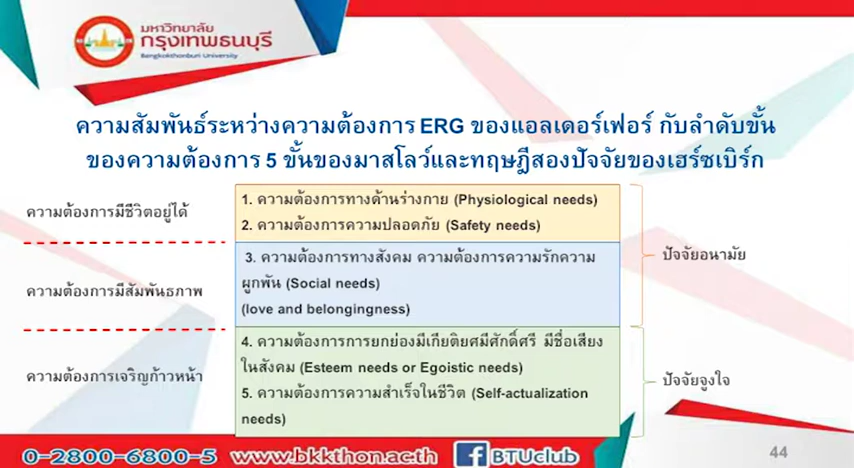 มหาวิทยาลัย
กรุงเทพธนบุรี
Bangkokthonburi University
ความสัมพันธ์ระหว่างความต้องการ ERG ของแอลเดอร์เฟอร์ กับลำดับขั้น
ของความต้องการ 5 ขั้นของมาสโลว์และทฤษฎีสองปัจจัยของเฮร์ซเบิร์ก
ความต้องการมีชีวิตอยู่ได้
1. ความต้องการทางด้านร่างกาย (Physiological needs)
2. ความต้องการความปลอดภัย (Safety needs)
ปัจจัยอนามัย
ความต้องการมีสัมพันธภาพ
3. ความต้องการทางสังคม ความต้องการความรักความ
ผูกพัน (Social needs)
(love and belongingness)
ความต้องการเจริญก้าวหน้า
4. ความต้องการการยกย่องมีเกียติยศมีศักดิ์ศรี มีชื่อเสียง
ในสังคม (Esteem needs or Egoistic needs)
5. ความต้องการความสำเร็จในชีวิต (Self-actualization
needs)
ปัจจัยจูงใจ
0-2800-6800-5 www.bkkthon.ac.th f BTUclub
44